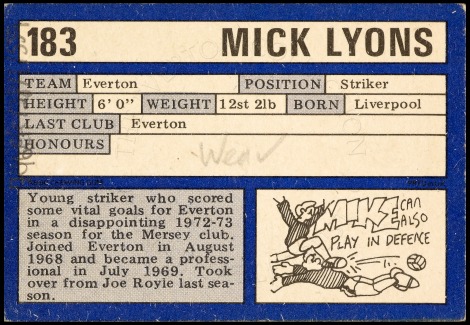 183 MICK LYONS
TEAM Everton POSITION Striker
HEIGHT 6' 0" WEIGHT 12st 2lb BORN Liverpool
LAST CLUB Everton
HONOURS
Young striker who scored
some vital goals for Everton
in a disappointing 1972-73
season for the Mersey club.
Joined Everton in August
1968 and became a profess-
ional in July 1969. Took
over from Joe Royle last sea-
son.
MIKE CAN
ALSO
PLAY IN DEFENCE